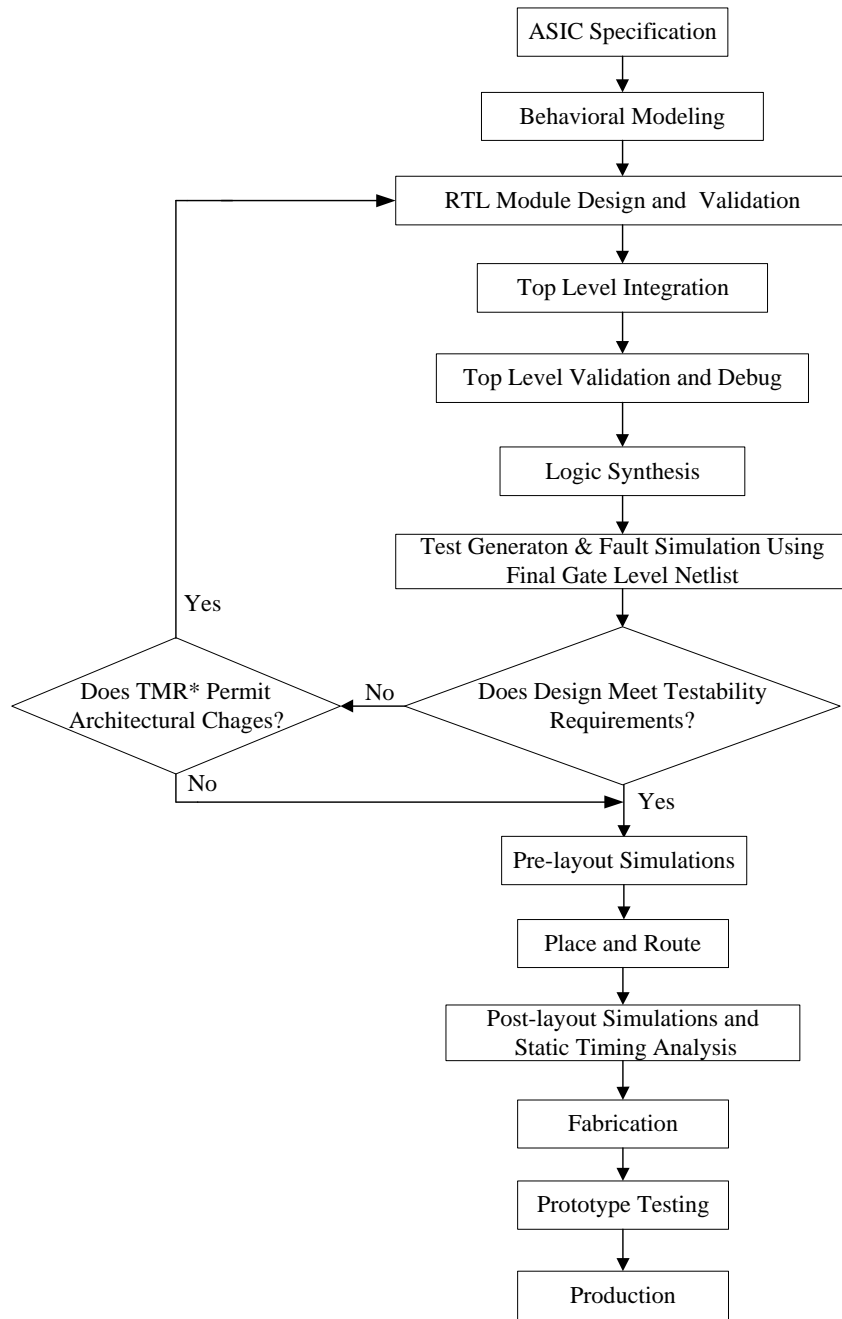 ASIC Specification
Behavioral Modeling
RTL Module Design and Validation
Top Level Integration
Top Level Validation and Debug
Logic Synthesis
Test Generaton & Fault Simulation Using
Final Gate Level Netlist
Yes
Does TMR* Permit
Architectural Chages?
No
Does Design Meet Testability
Requirements?
No
Yes
Pre-layout Simulations
Place and Route
Post-layout Simulations and
Static Timing Analysis
Fabrication
Prototype Testing
Production